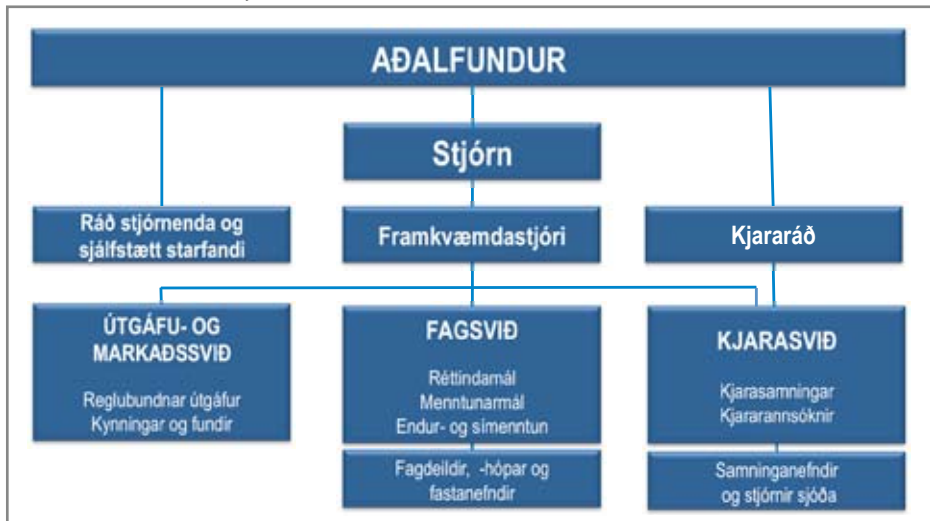 AÐALFUNDUR
Stjórn
Ráð stjórnenda og
sjálfstætt starfandi
Framkvæmdastjóri
Kjararáð
ÚTGÁFU- OG
MARKAÐSSVIÐ
Reglubundnar útgáfur
Kynningar og fundir
FAGSVIÐ
Réttindamál
Menntunarmál
Endur- og símenntun
Fagdeildir, -hópar og
fastanefndir
KJARASVIÐ
Kjarasamningar
Kjararannsóknir
Samninganefndir
og stjórnir sjóða